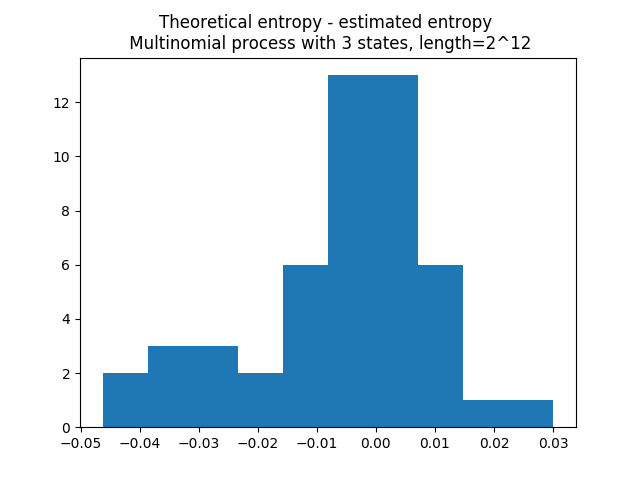 Theoretical entropy - estimated entropy
Multinomial process with 3 states, length=2^12
12
10
8
6
4
2
0
−0.05 −0.04 −0.03 −0.02 −0.01 0.00 0.01 0.02 0.03